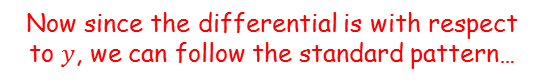 Now since the differential is with respect
to y, we can follow the standard pattern…